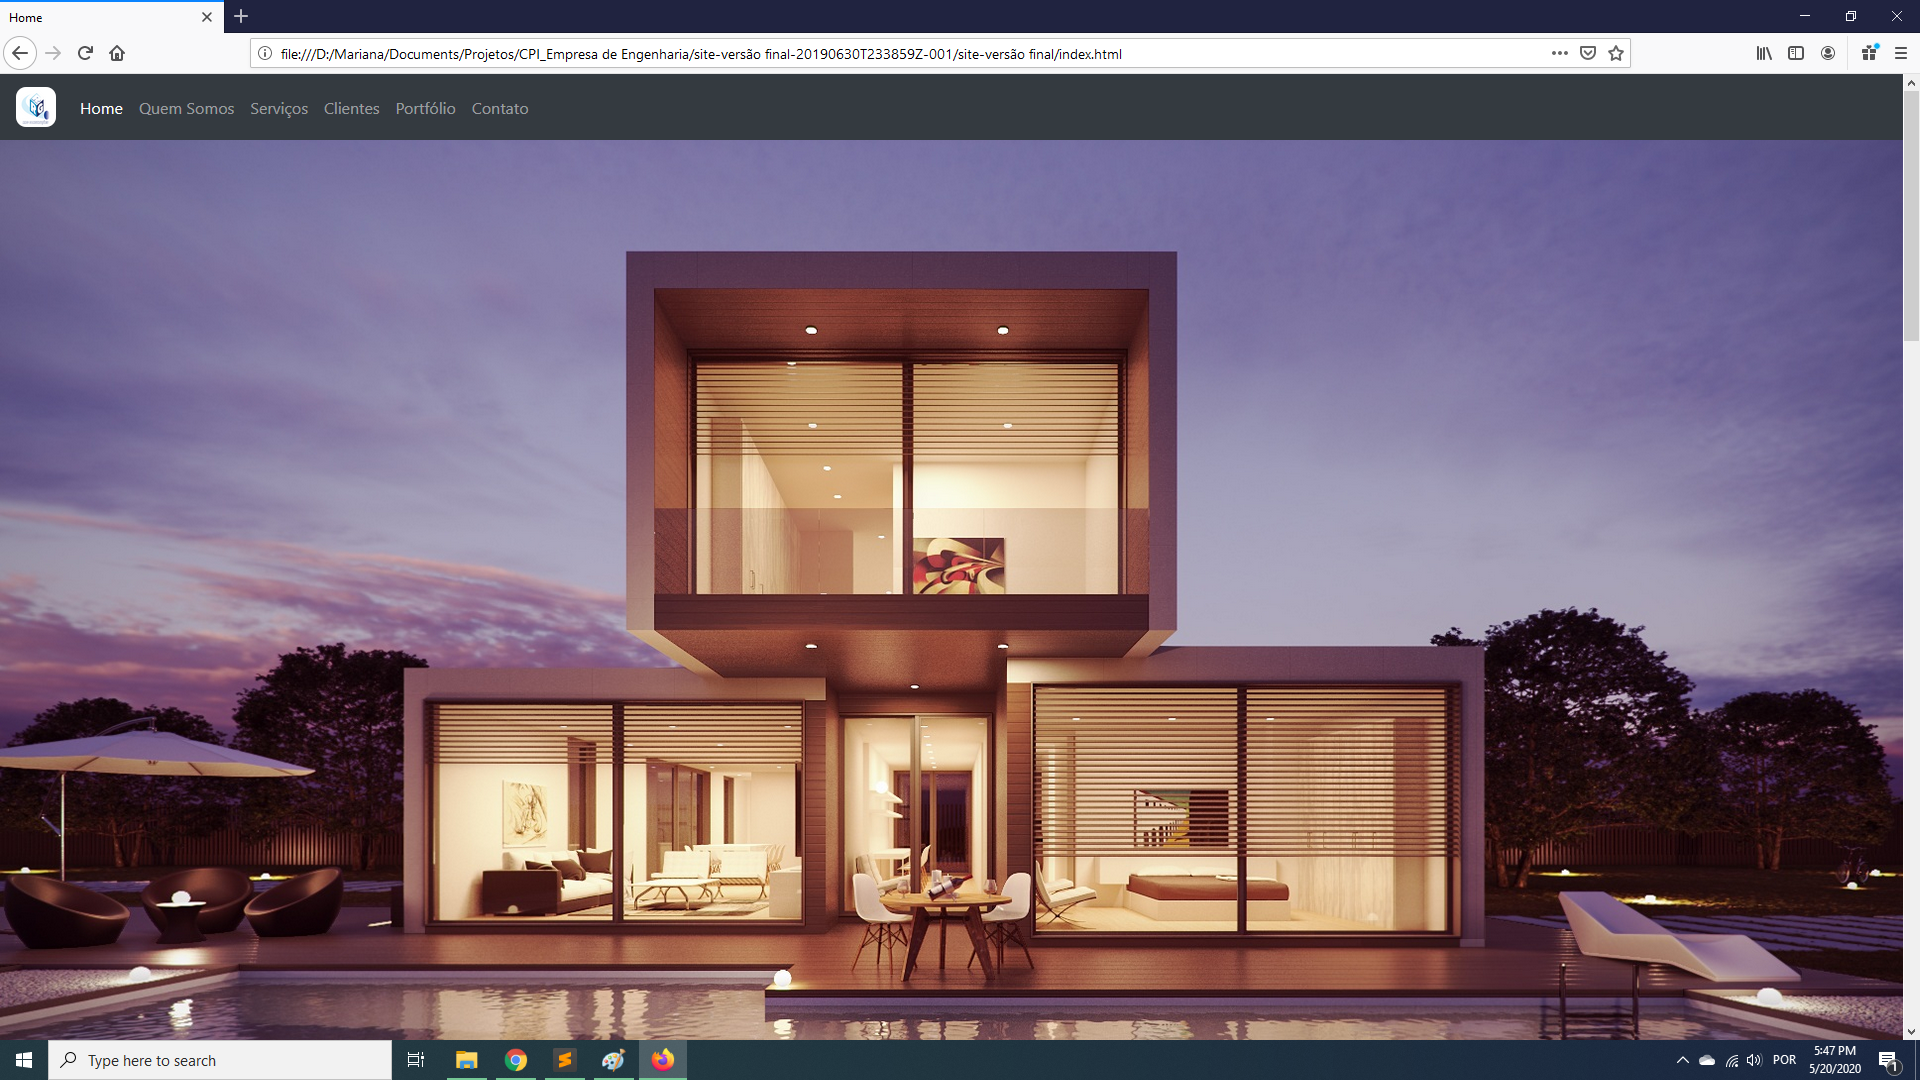 Home
file:///D:/Mariana/Documents/Projetos/CPI_Empresa de Engenharia/site-versão final-20190630T233859Z-001/site-versão final/index.html
Home Quem Somos Serviços Clientes Portfólio Contato
Type here to search
POR
5:47 PM
5/20/2020
1